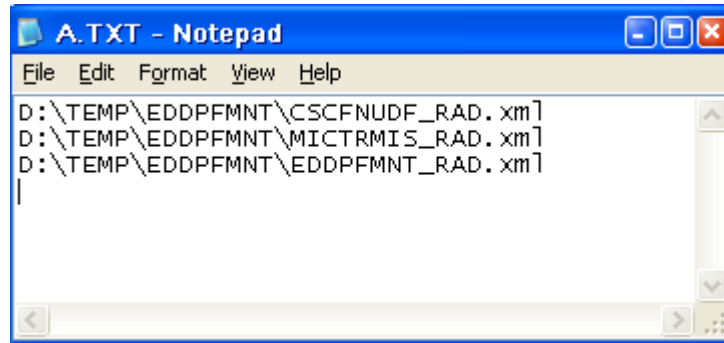 A.TXT - Notepad
File Edit Format View Help
D:\TEMP\EDDPFMNT\CSCFNUDF_RAD.xml
D:\TEMP\EDDPFMNT\MICTRMIS_RAD.xml
D:\TEMP\EDDPFMNT\EDDPFMNT_RAD.xml